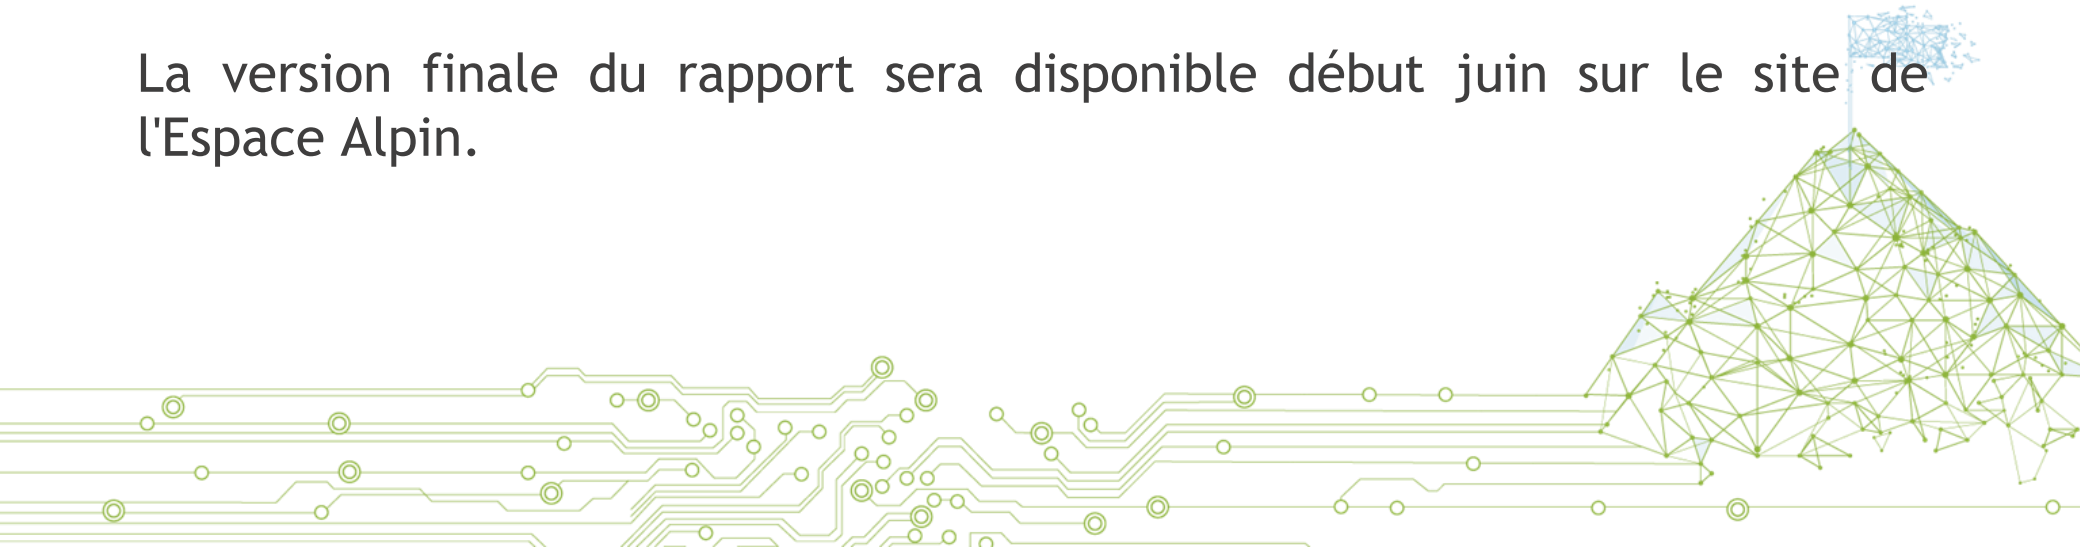 La version finale du rapport sera disponible début juin sur le site de
l'Espace Alpin.